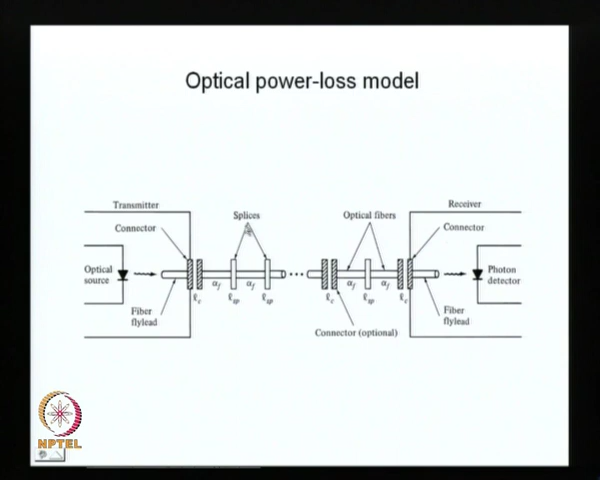 Optical power-loss model
Transmitter
Receiver
Connector
Splices
Optical fibers
Connector
Optical
source
Photon
detector
ℓc
αf
ℓsp
αf
ℓsp
ℓc
αf
ℓsp
αf
ℓc
Fiber
flylead
Connector (optional)
Fiber
flylead
NPTEL